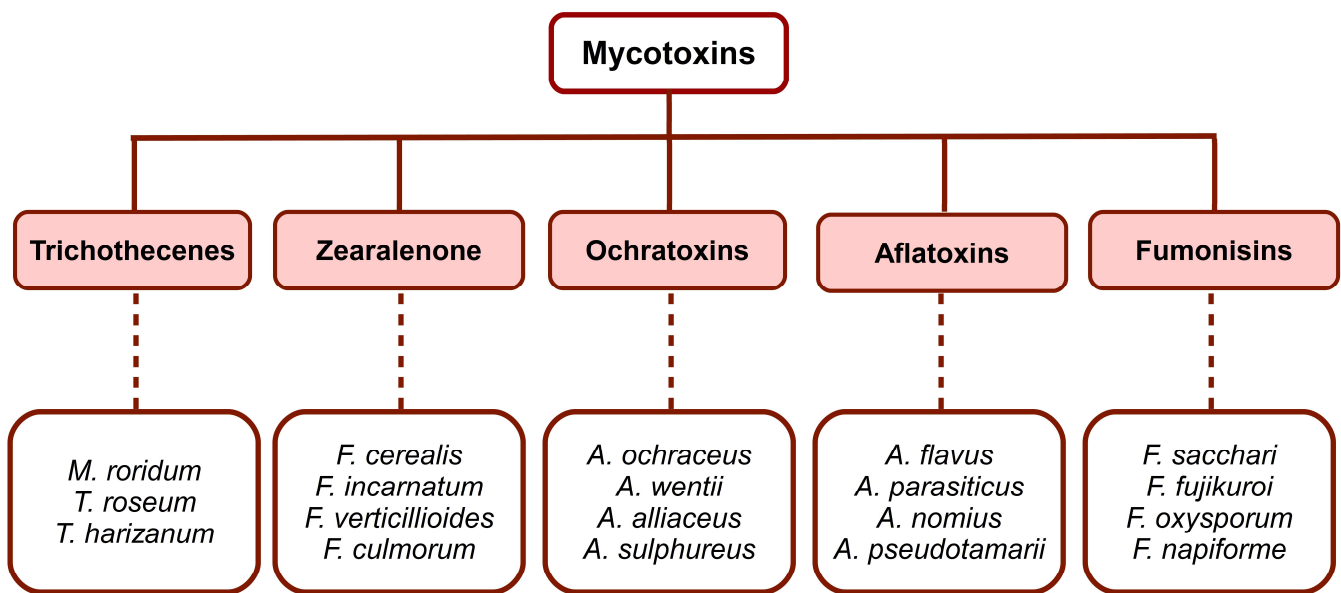 Mycotoxins
Trichothecenes
Zearalenone
Ochratoxins
Aflatoxins
Fumonisins
M. roridum
T. roseum
T. harizanum
F. cerealis
F. incarnatum
F. verticillioides
F. culmorum
A. ochraceus
A. wentii
A. alliaceus
A. sulphureus
A. flavus
A. parasiticus
A. nomius
A. pseudotamarii
F. sacchari
F. fujikuroi
F. oxysporum
F. napiforme